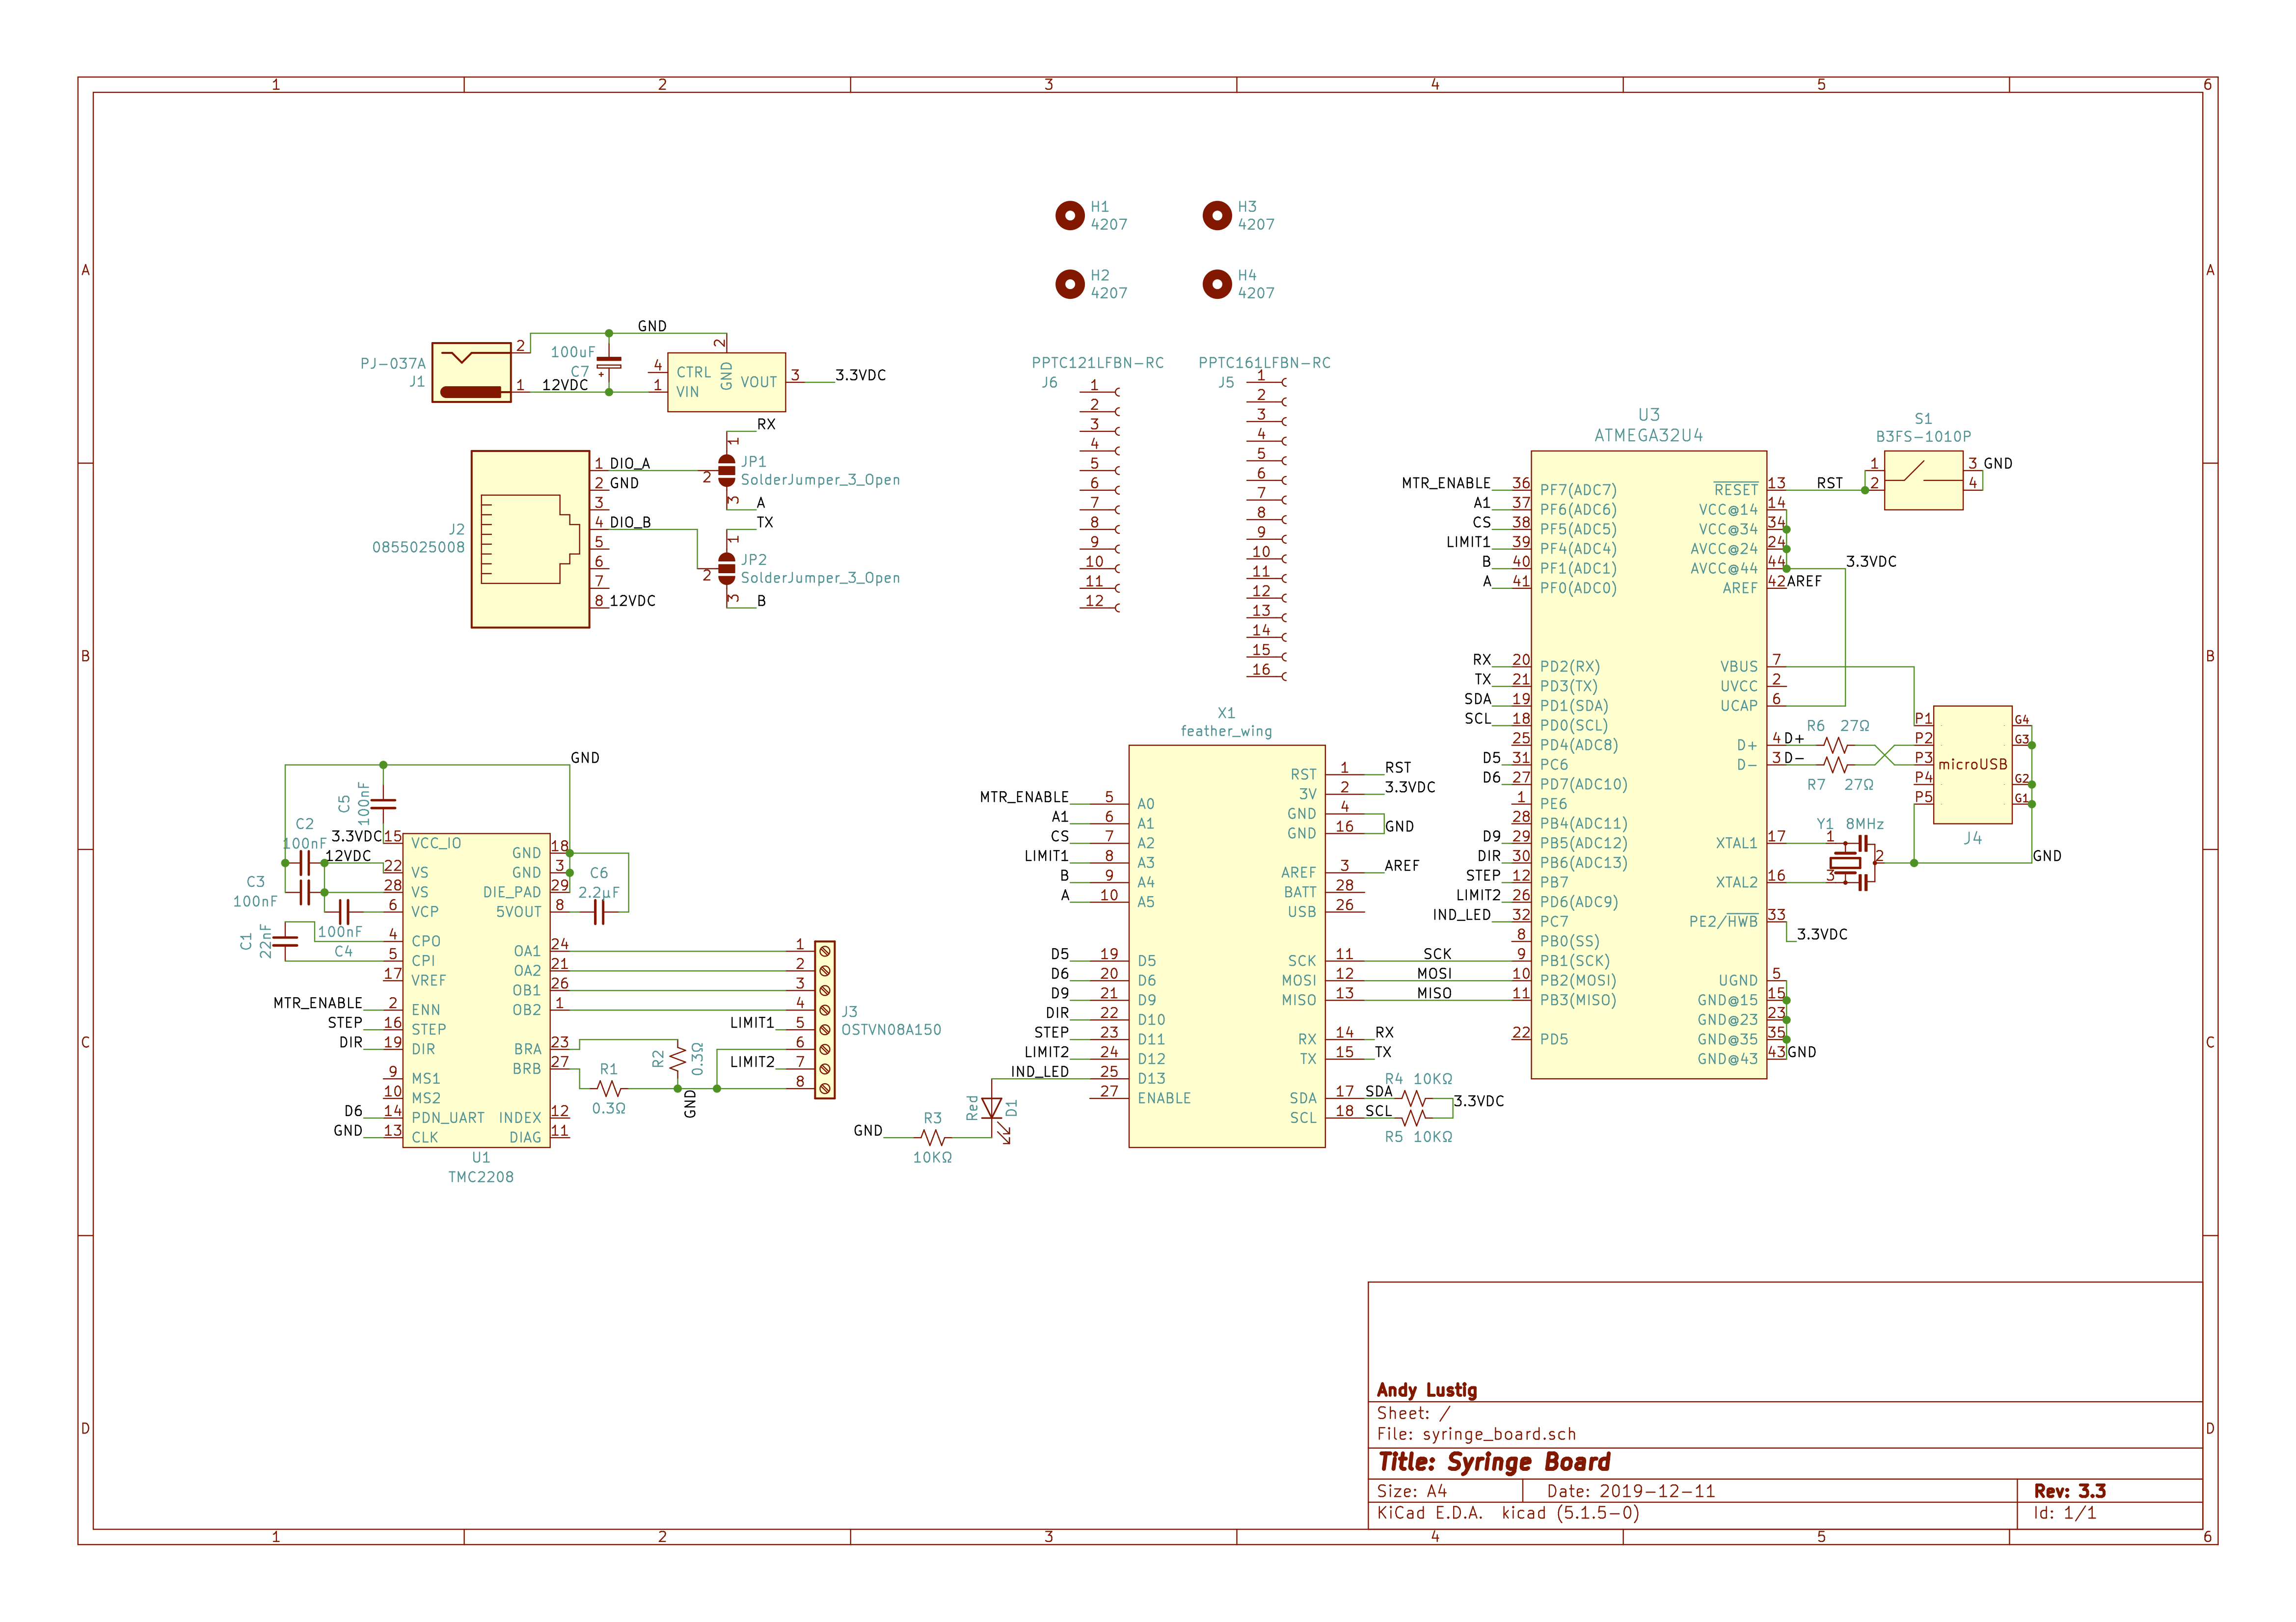 1 2 3 4 5 6
A A
B B
C C
D D
H1
4207
H3
4207
H2
4207
H4
4207
PJ-037A
J1
2
1
GND
100uF
C7
+
12VDC
2
4
1
CTRL
VIN
GND
VOUT
3
3.3VDC
J2
0855025008
1
2
3
4
5
6
7
8
DIO_A
GND
DIO_B
12VDC
RX
1
2
3
JP1
SolderJumper_3_Open
A
TX
1
2
3
JP2
SolderJumper_3_Open
B
PPTC121LFBN-RC
J6
1
2
3
4
5
6
7
8
9
10
11
12
PPTC161LFBN-RC
J5
1
2
3
4
5
6
7
8
9
10
11
12
13
14
15
16
GND
C5
100nF
C2
100nF
3.3VDC
12VDC
C3
100nF
C1
22nF
100nF
C4
C6
2.2µF
15 VCC_IO
22 VS
28 VS
6 VCP
4 CPO
5 CPI
17 VREF
MTR_ENABLE 2 ENN
STEP 16 STEP
DIR 19 DIR
9 MS1
10 MS2
D6 14 PDN_UART
GND 13 CLK
GND 18
GND 3
DIE_PAD 29
5VOUT 8
OA1 24
OA2 21
OB1 26
OB2 1
BRA 23
BRB 27
INDEX 12
DIAG 11
U1
TMC2208
R1
0.3Ω
R2
0.3Ω
GND
LIMIT1
LIMIT2
1
2
3
4
5
6
7
8
J3
OSTVN08A150
X1
feather_wing
MTR_ENABLE 5 A0
A1 6 A1
CS 7 A2
LIMIT1 8 A3
B 9 A4
A 10 A5
D5 19 D5
D6 20 D6
D9 21 D9
DIR 22 D10
STEP 23 D11
LIMIT2 24 D12
IND_LED 25 D13
27 ENABLE
RST 1 RST
3V 2 3.3VDC
GND 4
GND 16 GND
AREF 3 AREF
BATT 28
USB 26
SCK 11 SCK
MOSI 12 MOSI
MISO 13 MISO
RX 14 RX
TX 15 TX
SDA 17 SDA
SCL 18 SCL
R4 10KΩ
3.3VDC
R5 10KΩ
Red
D1
GND
R3
10KΩ
U3
ATMEGA32U4
MTR_ENABLE 36 PF7(ADC7)
A1 37 PF6(ADC6)
CS 38 PF5(ADC5)
LIMIT1 39 PF4(ADC4)
B 40 PF1(ADC1)
A 41 PF0(ADC0)
RX 20 PD2(RX)
TX 21 PD3(TX)
SDA 19 PD1(SDA)
SCL 18 PD0(SCL)
25 PD4(ADC8)
D5 31 PC6
D6 27 PD7(ADC10)
1 PE6
28 PB4(ADC11)
D9 29 PB5(ADC12)
DIR 30 PB6(ADC13)
STEP 12 PB7
LIMIT2 26 PD6(ADC9)
IND_LED 32 PC7
8 PB0(SS)
9 PB1(SCK)
10 PB2(MOSI)
11 PB3(MISO)
22 PD5
RESET 13 RST
VCC@14 14
VCC@34 34
AVCC@24 24
AVCC@44 44 3.3VDC
AREF 42 AREF
VBUS 7
UVCC 2
UCAP 6
D+ 4 D+
D- 3 D-
XTAL1 17
XTAL2 16
PE2/HWB 33
3.3VDC
UGND 5
GND@15 15
GND@23 23
GND@35 35
GND@43 43 GND
S1
B3FS-1010P
1
2
3
4
GND
R6 27Ω
R7 27Ω
P1
P2
P3
P4
P5
microUSB
G4
G3
G2
G1
J4
GND
Y1 8MHz
1
2
3
Andy Lustig
Sheet: /
File: syringe_board.sch
Title: Syringe Board
Size: A4 Date: 2019-12-11 Rev: 3.3
KiCad E.D.A. kicad (5.1.5-0) Id: 1/1
1 2 3 4 5 6